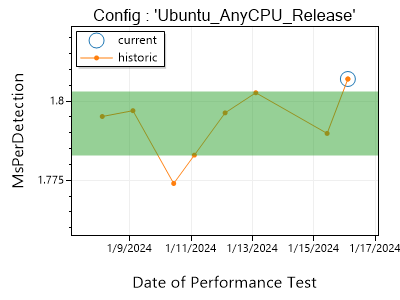 Config : 'Ubuntu_AnyCPU_Release'
current
historic
1.8
1.775
MsPerDetection
1/9/2024 1/11/2024 1/13/2024 1/15/2024 1/17/2024
Date of Performance Test